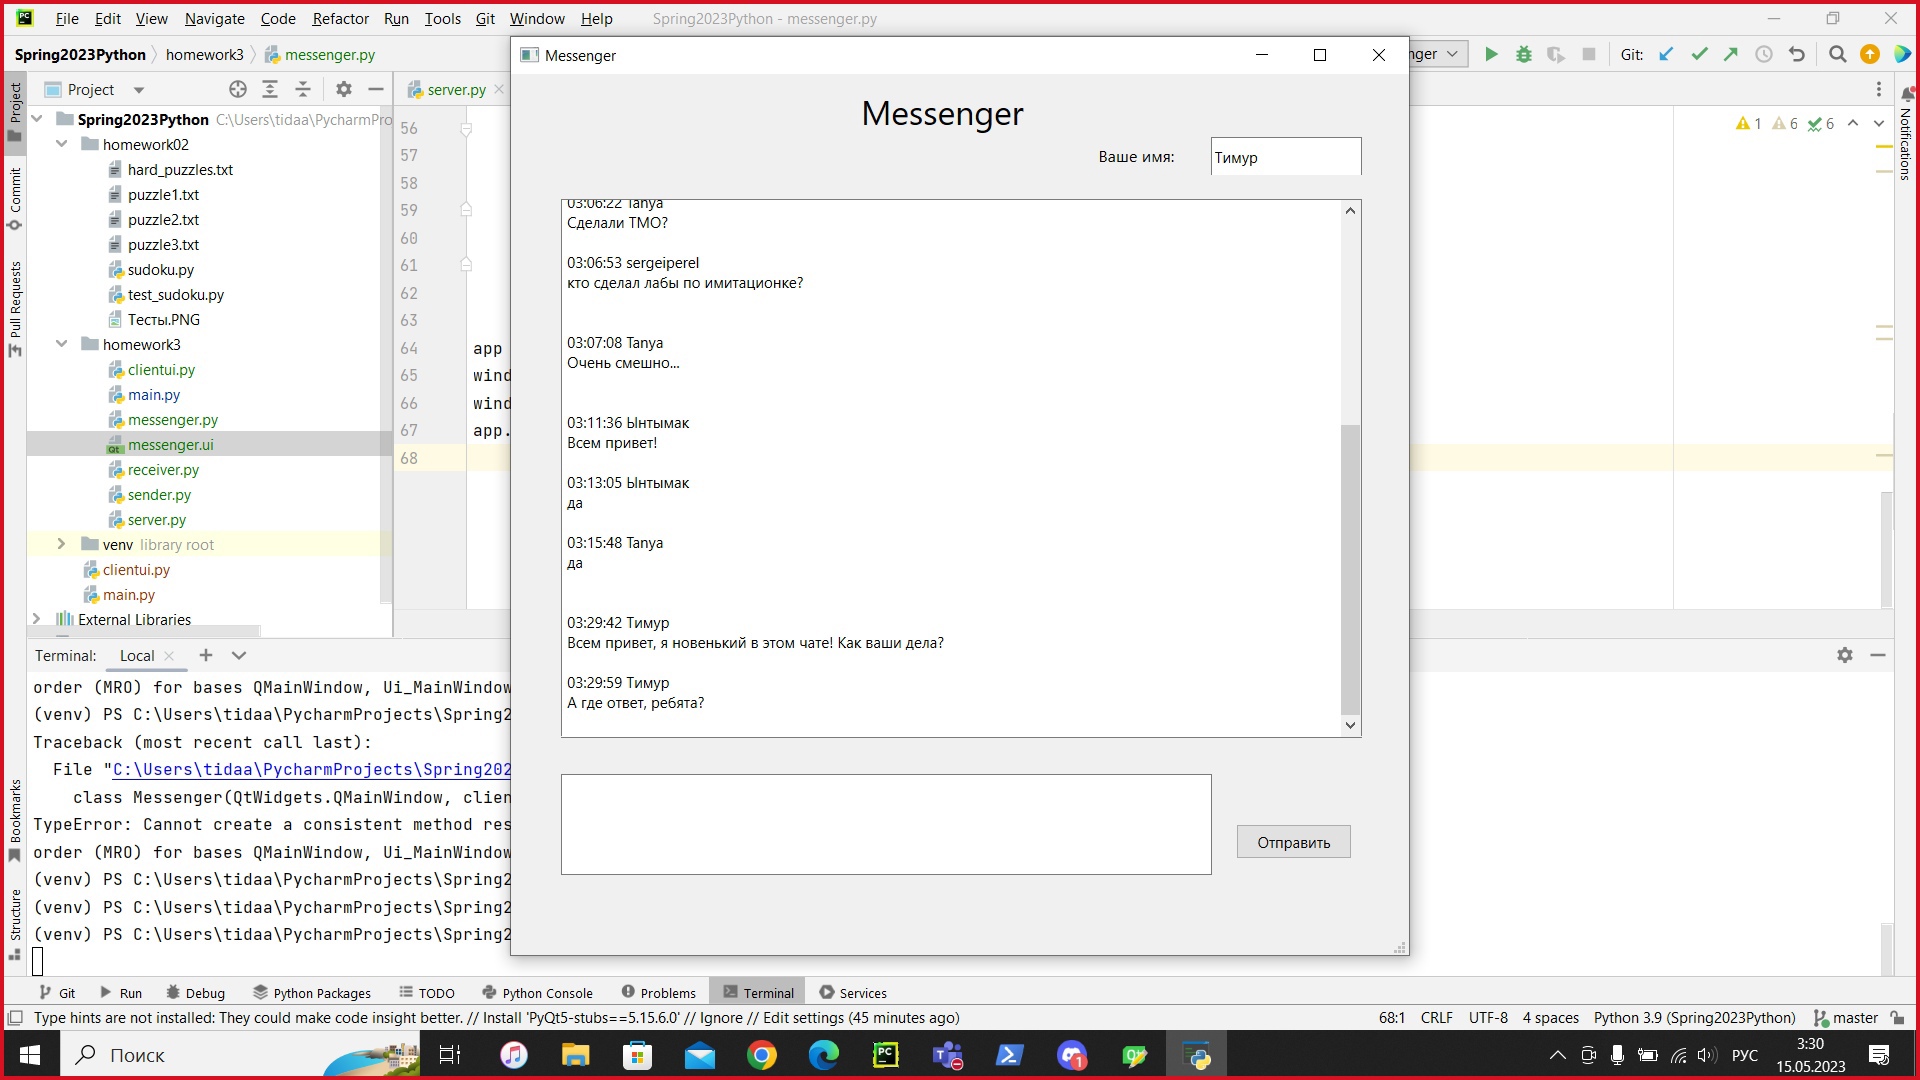 File Edit View Navigate Code Refactor Run Tools Git Window Help Spring2023Python - messenger.py
Spring2023Python homework3 messenger.py
Git:
Project
server.py
Project
Commit
Pull Requests
Bookmarks
Structure
Notifications
Spring2023Python C:\Users\tidaa\PycharmPro
homework02
hard_puzzles.txt
puzzle1.txt
puzzle2.txt
puzzle3.txt
sudoku.py
test_sudoku.py
Тесты.PNG
homework3
clientui.py
main.py
messenger.py
messenger.ui
receiver.py
sender.py
server.py
venv library root
clientui.py
main.py
External Libraries
56
57
58
59
60
61
62
63
64 app
65 wind
66 wind
67 app.
68
1 6 6
Messenger
Messenger
Ваше имя: Тимур
03:06:22 Tanya
Сделали ТМО?
03:06:53 sergeiperel
кто сделал лабы по имитационке?
03:07:08 Tanya
Очень смешно...
03:11:36 Ынтымак
Всем привет!
03:13:05 Ынтымак
да
03:15:48 Tanya
да
03:29:42 Тимур
Всем привет, я новенький в этом чате! Как ваши дела?
03:29:59 Тимур
А где ответ, ребята?
Отправить
Terminal: Local
order (MRO) for bases QMainWindow, Ui_MainWindow
(venv) PS C:\Users\tidaa\PycharmProjects\Spring2
Traceback (most recent call last):
File "C:\Users\tidaa\PycharmProjects\Spring202
class Messenger(QtWidgets.QMainWindow, clien
TypeError: Cannot create a consistent method res
order (MRO) for bases QMainWindow, Ui_MainWindow
(venv) PS C:\Users\tidaa\PycharmProjects\Spring2
(venv) PS C:\Users\tidaa\PycharmProjects\Spring2
(venv) PS C:\Users\tidaa\PycharmProjects\Spring2
Git Run Debug Python Packages TODO Python Console Problems Terminal Services
Type hints are not installed: They could make code insight better. // Install 'PyQt5-stubs==5.15.6.0' // Ignore // Edit settings (45 minutes ago) 68:1 CRLF UTF-8 4 spaces Python 3.9 (Spring2023Python) master
Поиск РУС 3:30
15.05.2023